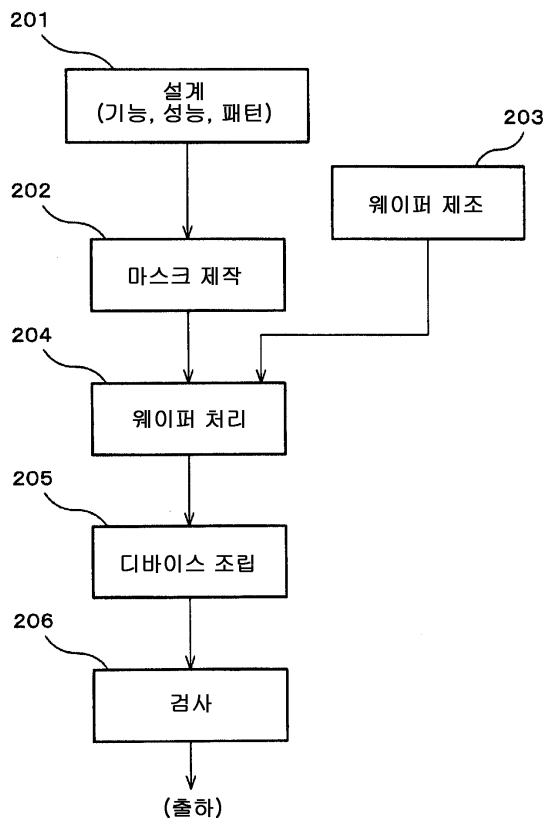 201
설계
(기능, 성능, 패턴)
203
웨이퍼 제조
202
마스크 제작
204
웨이퍼 처리
205
디바이스 조립
206
검사
(출하)